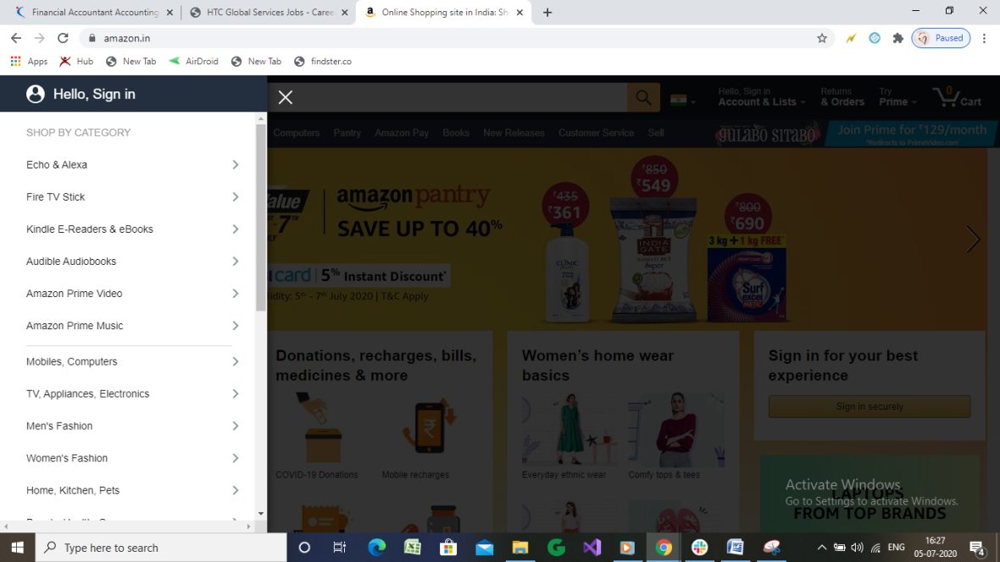 Financial Accountant Accounting
HTC Global Services Jobs - Caree
Online Shopping site in India: Sh
amazon.in
Paused
Apps
Hub
New Tab
AirDroid
New Tab
findster.co
Hello, Sign in
SHOP BY CATEGORY
Echo & Alexa
Fire TV Stick
Kindle E-Readers & eBooks
Audible Audiobooks
Amazon Prime Video
Amazon Prime Music
Mobiles, Computers
TV, Appliances, Electronics
Men's Fashion
Women's Fashion
Home, Kitchen, Pets
Hello, Sign in
Account & Lists
Returns
& Orders
Try
Prime
0
Cart
Computers Pantry Amazon Pay Books New Releases Customer Service Sell
GULABO SITABO
Join Prime for ₹129/month
*Redirects to PrimeVideo.com
amazon pantry
SAVE UP TO 40%
card | 5% Instant Discount*
5th - 7th July 2020 | T&C Apply
₹435
₹361
₹850
₹549
₹800
₹690
3 kg + 1 kg FREE
CLINIC
INDIA
GATE
Super
Surf
excel
MATIC
Donations, recharges, bills,
medicines & more
COVID-19 Donations
Mobile recharges
Women's home wear
basics
Everyday ethnic wear
Comfy tops & tees
Sign in for your best
experience
Sign in securely
LAPTOPS
FROM TOP BRANDS
Activate Windows
Go to Settings to activate Windows.
Type here to search
ENG
16:27
05-07-2020
4